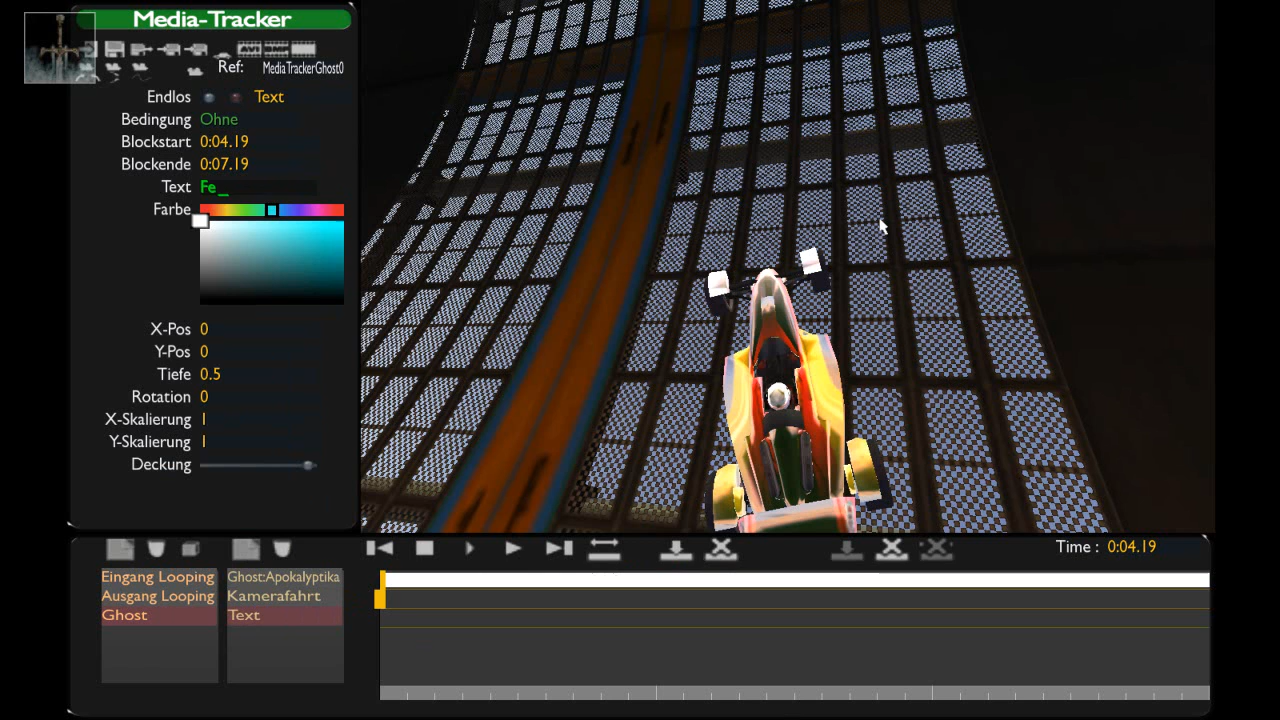 Media-Tracker
Ref: MediaTrackerGhost0
Endlos Text
Bedingung Ohne
Blockstart 0:04.19
Blockende 0:07.19
Text Fe_
Farbe
X-Pos 0
Y-Pos 0
Tiefe 0.5
Rotation 0
X-Skalierung 1
Y-Skalierung 1
Deckung
Time : 0:04.19
Eingang Looping
Ausgang Looping
Ghost
Ghost:Apokalyptika
Kamerafahrt
Text